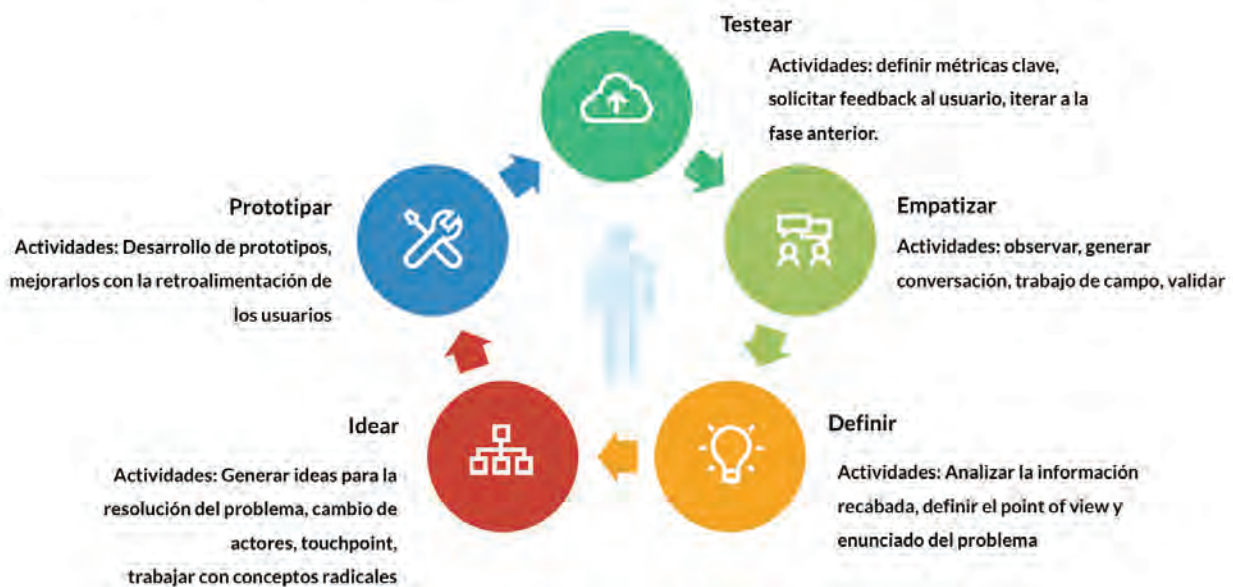 Testear
Actividades: definir métricas clave,
solicitar feedback al usuario, iterar a la
fase anterior.
Empatizar
Actividades: observar, generar
conversación, trabajo de campo, validar
Definir
Actividades: Analizar la información
recabada, definir el point of view y
enunciado del problema
Idear
Actividades: Generar ideas para la
resolución del problema, cambio de
actores, touchpoint,
trabajar con conceptos radicales
Prototipar
Actividades: Desarrollo de prototipos,
mejorarlos con la retroalimentación de
los usuarios